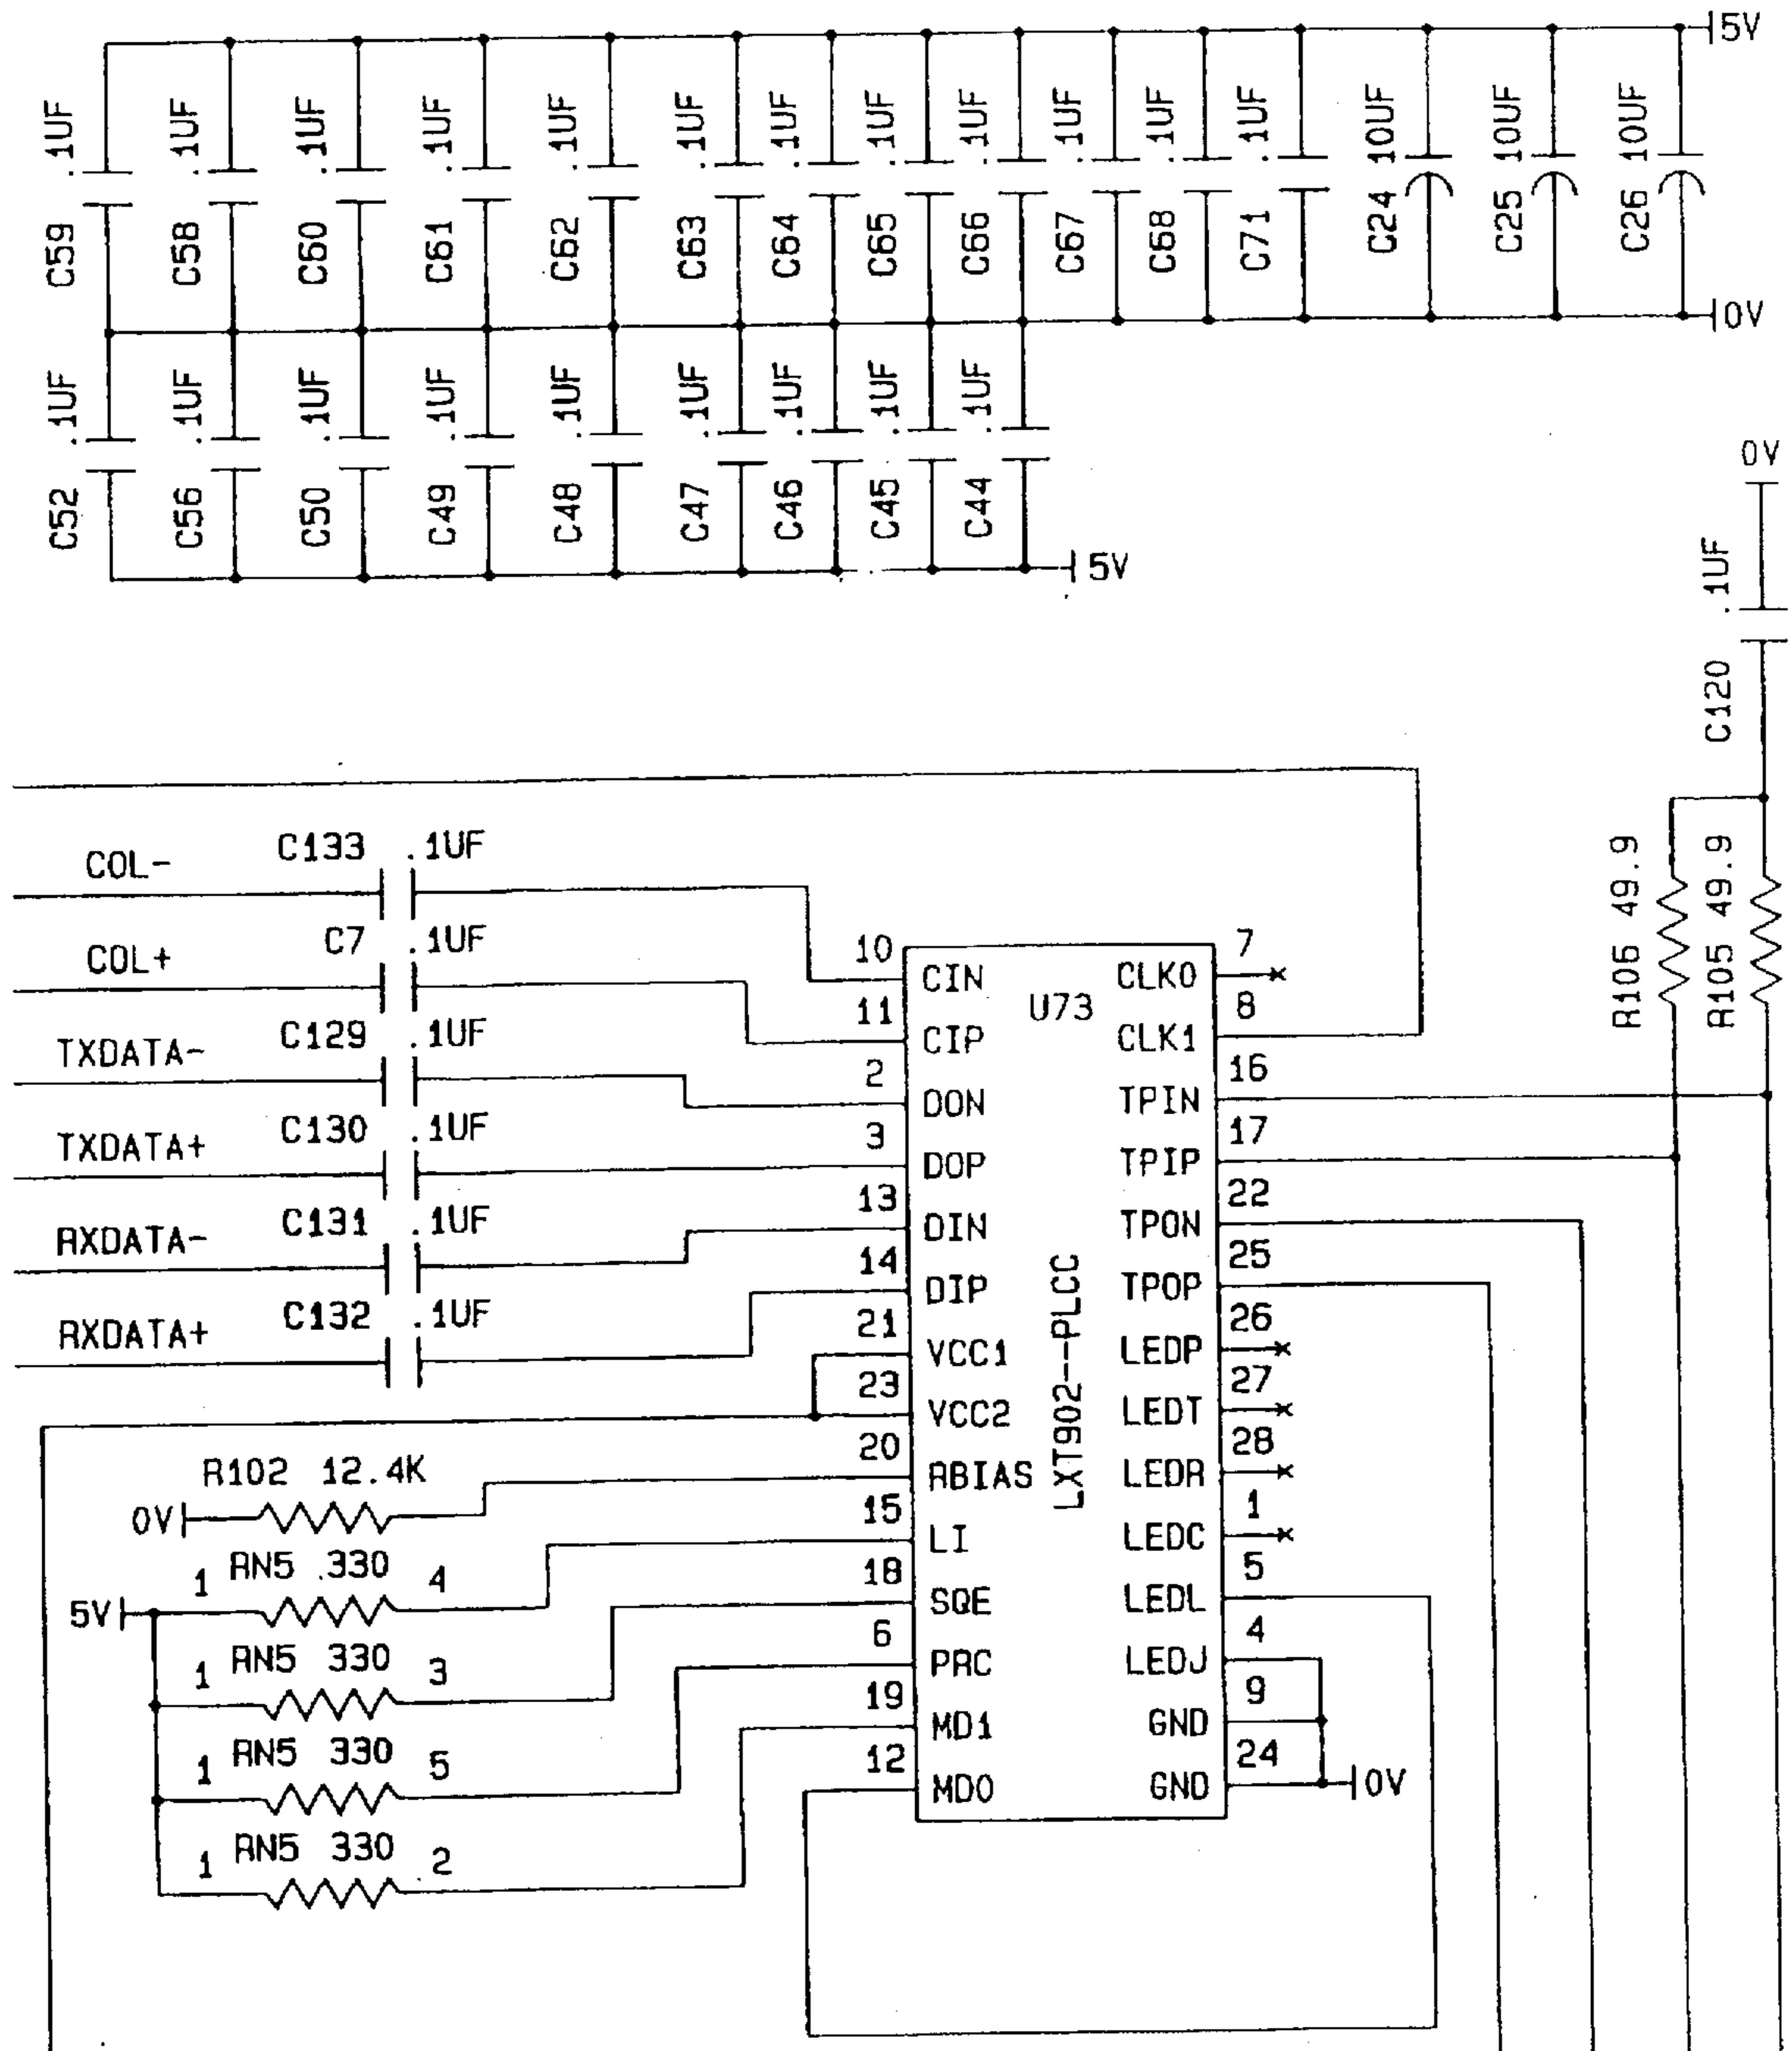 5V
.1UF .1UF .1UF .1UF .1UF .1UF .1UF .1UF .1UF .1UF .1UF .1UF 10UF 10UF 10UF
C59 C58 C60 C61 C62 C63 C64 C65 C66 C67 C68 C71 C24 C25 C26
0V
.1UF .1UF .1UF .1UF .1UF .1UF .1UF .1UF .1UF
C52 C56 C50 C49 C48 C47 C46 C45 C44
5V
0V
.1UF
C120
R106 49.9
R105 49.9
COL- C133 .1UF
COL+ C7 .1UF
TXDATA- C129 .1UF
TXDATA+ C130 .1UF
RXDATA- C131 .1UF
RXDATA+ C132 .1UF
U73
LXT902--PLCC
10 CIN CLK0 7
11 CIP CLK1 8
2 DON TPIN 16
3 DOP TPIP 17
13 DIN TPON 22
14 DIP TPOP 25
21 VCC1 LEDP 26
23 VCC2 LEDT 27
20 RBIAS LEDR 28
15 LI LEDC 1
18 SQE LEDL 5
6 PRC LEDJ 4
19 MD1 GND 9
12 MD0 GND 24
0V
R102 12.4K
0V
5V
1 RN5 330 4
1 RN5 330 3
1 RN5 330 5
1 RN5 330 2